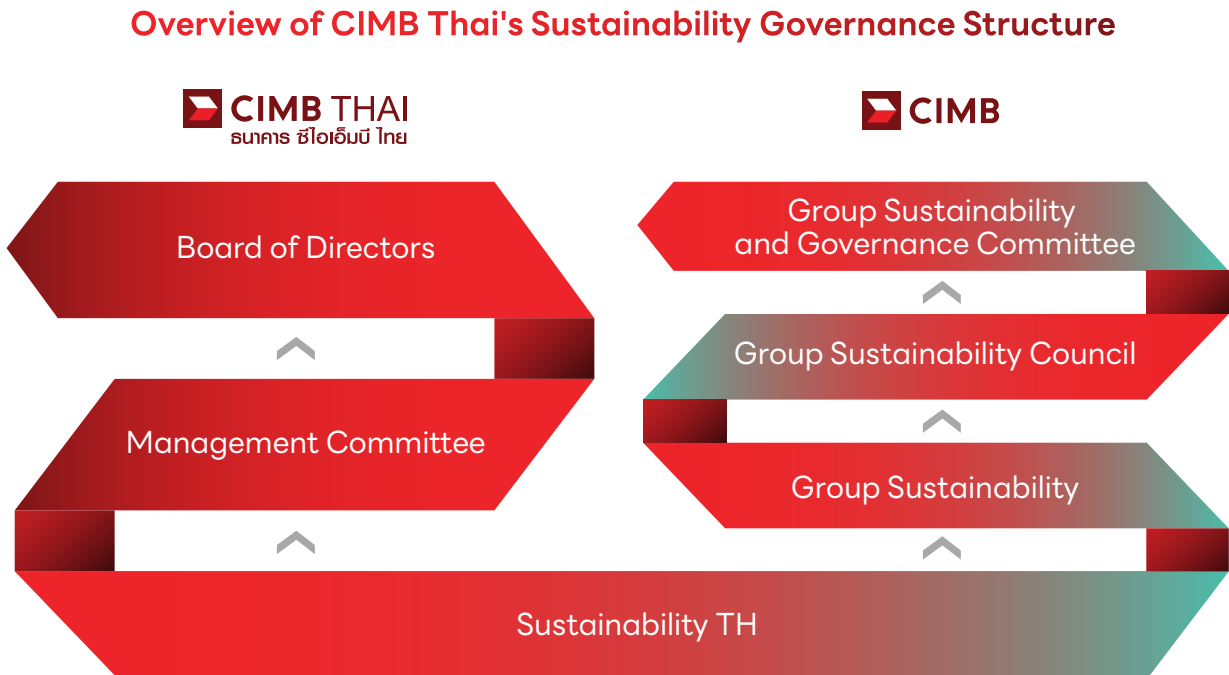 Overview of CIMB Thai's Sustainability Governance Structure
CIMB THAI
ธนาคาร ซีไอเอ็มบี ไทย
CIMB
Board of Directors
Management Committee
Group Sustainability
and Governance Committee
Group Sustainability Council
Group Sustainability
Sustainability TH